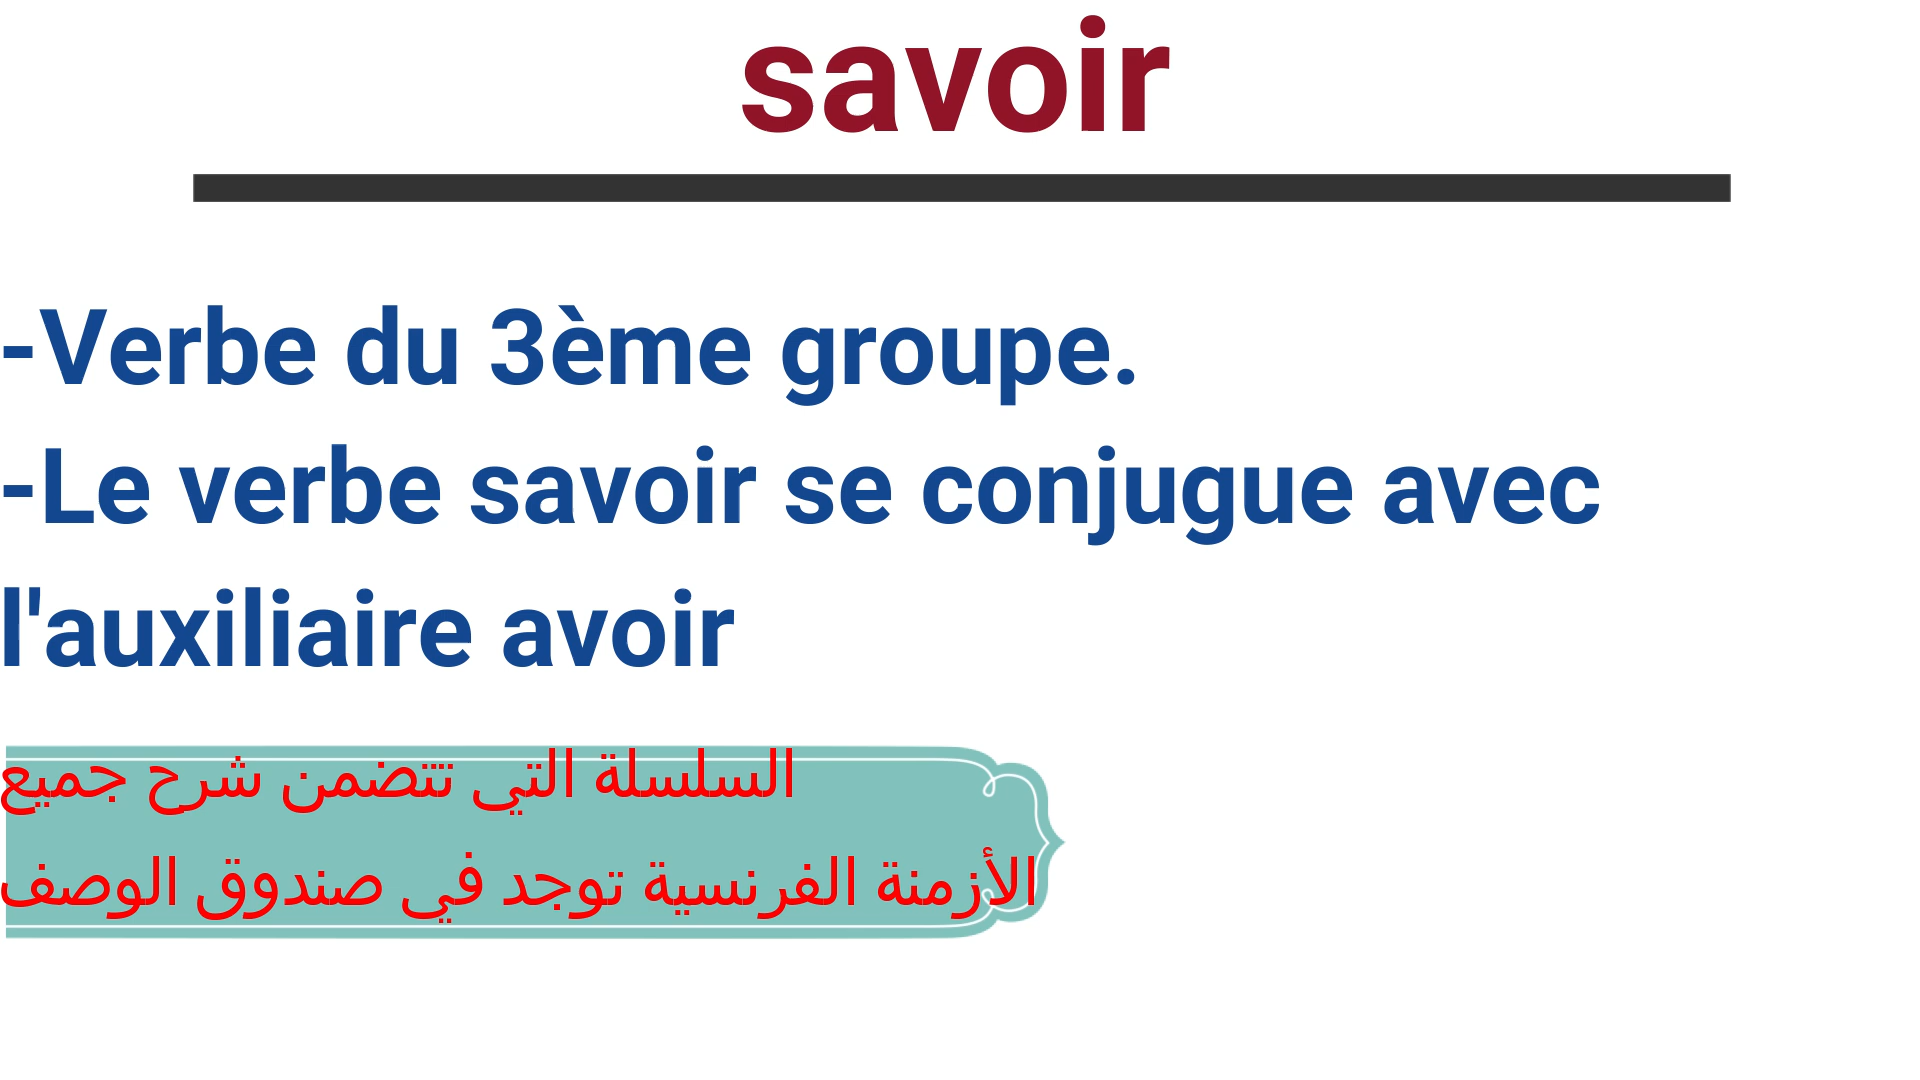 savoir
-Verbe du 3ème groupe.
-Le verbe savoir se conjugue avec
l'auxiliaire avoir
السلسلة التي تتضمن شرح جميع
الأزمنة الفرنسية توجد في صندوق الوصف